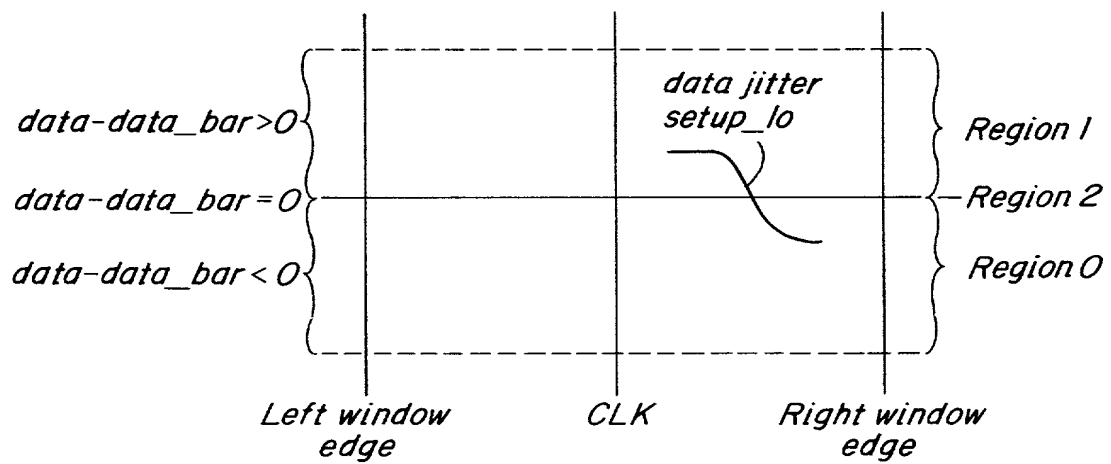 data jitter
setup_lo
data-data_bar>0
Region 1
data-data_bar=0
Region 2
data-data_bar<0
Region 0
Left window
edge
CLK
Right window
edge